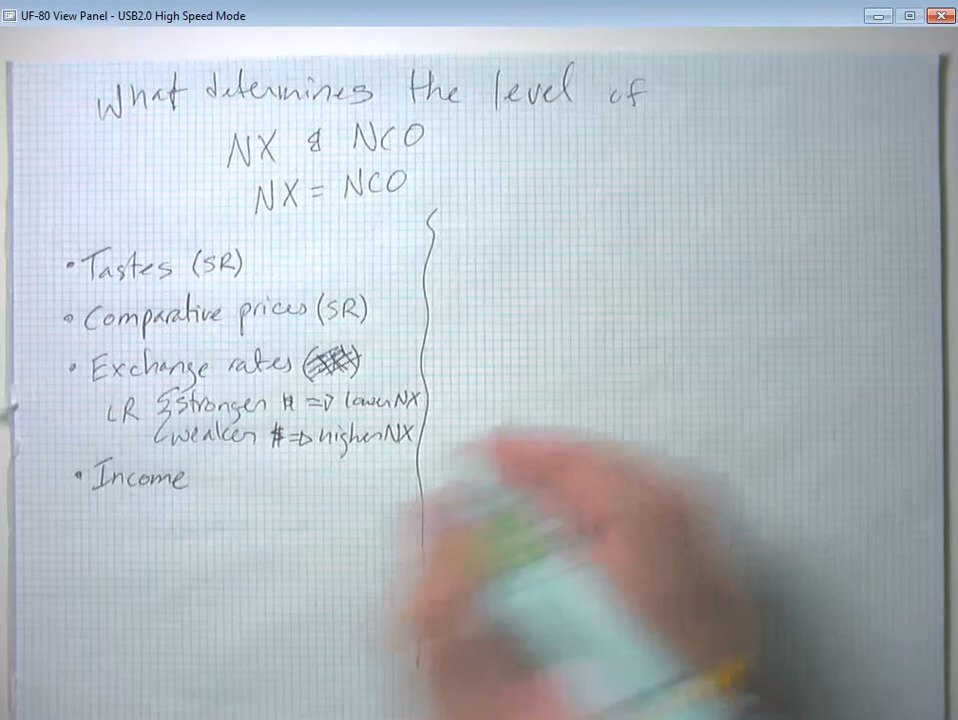 UF-80 View Panel - USB2.0 High Speed Mode
What determines the level of
NX & NCO
NX = NCO
• Tastes (SR)
• Comparative prices (SR)
• Exchange rates
LR { stronger $ => lower NX
weaker $ => higher NX
• Income